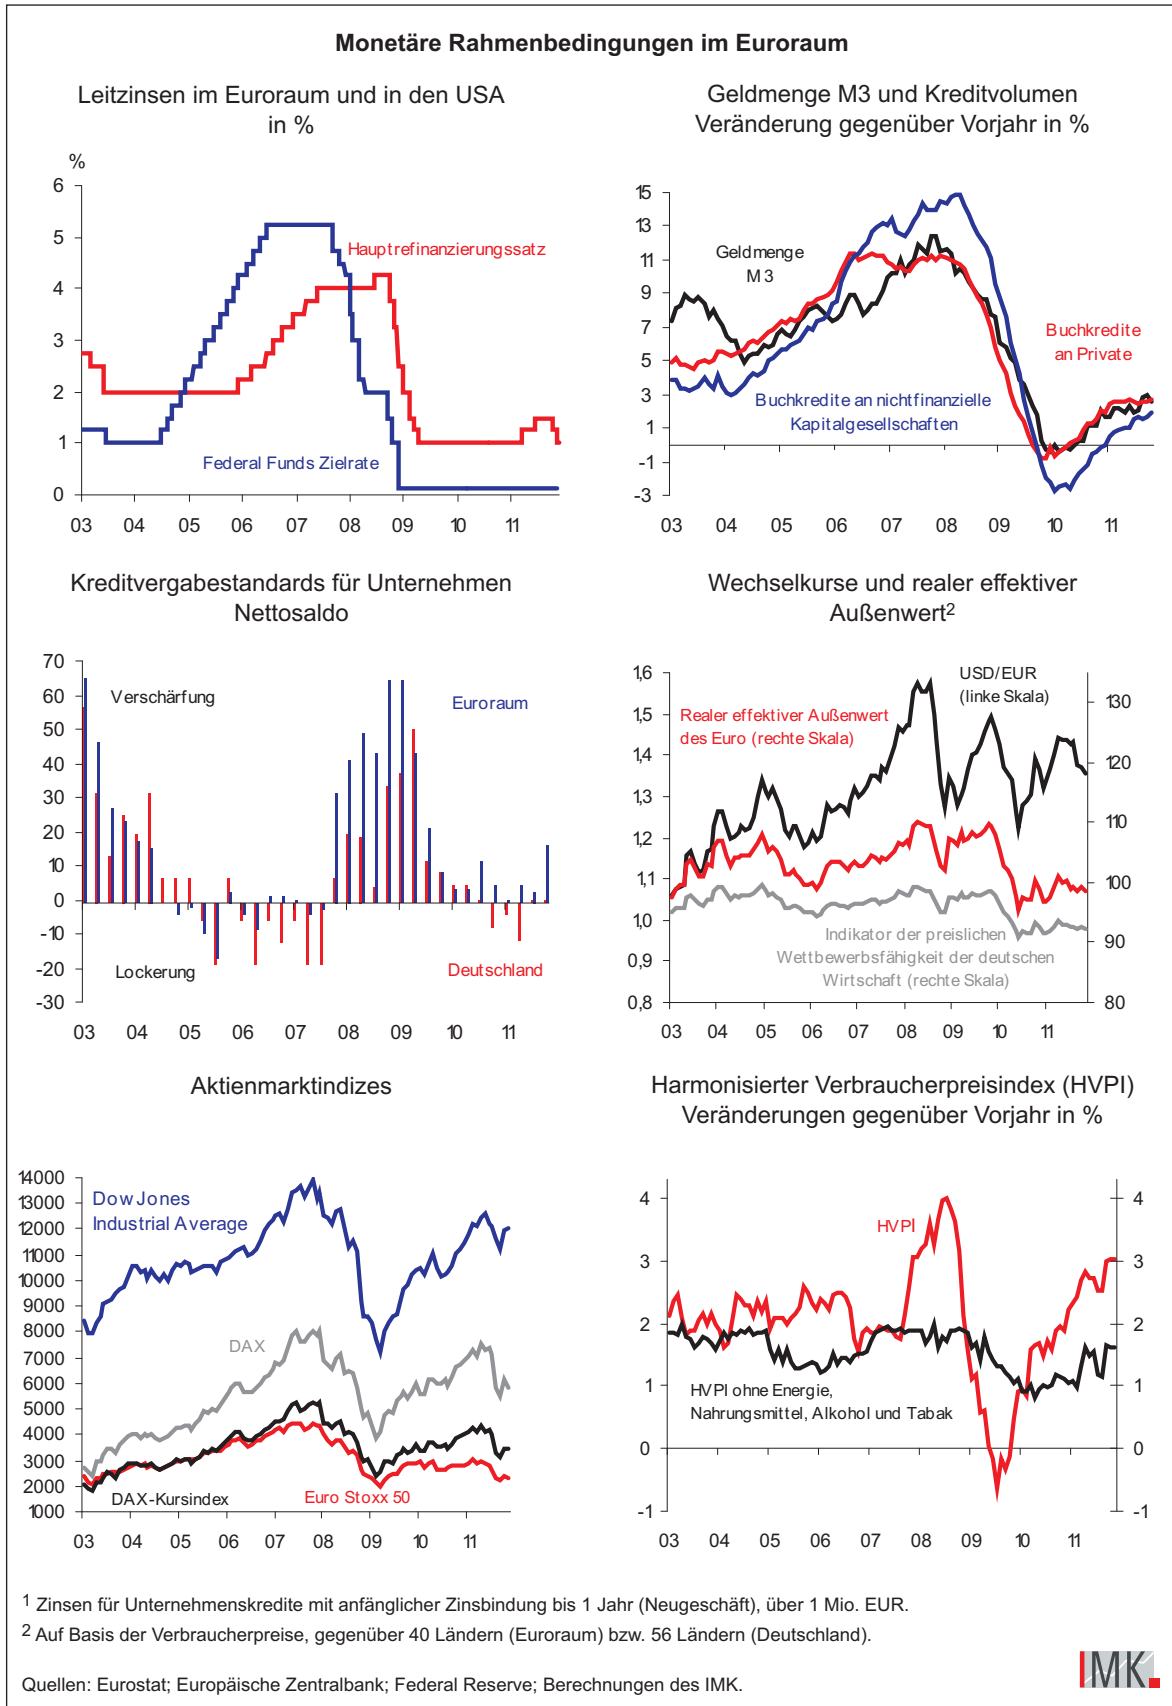 Monetäre Rahmenbedingungen im Euroraum
Leitzinsen im Euroraum und in den USA
in %
%
6
5
4
3
2
1
0
Hauptrefinanzierungssatz
Federal Funds Zielrate
03 04 05 06 07 08 09 10 11
Geldmenge M3 und Kreditvolumen
Veränderung gegenüber Vorjahr in %
15
13
11
9
7
5
3
1
-1
-3
Geldmenge
M3
Buchkredite
an Private
Buchkredite an nichtfinanzielle
Kapitalgesellschaften
03 04 05 06 07 08 09 10 11
Kreditvergabestandards für Unternehmen
Nettosaldo
70
60
50
40
30
20
10
0
-10
-20
-30
Verschärfung
Euroraum
Lockerung
Deutschland
03 04 05 06 07 08 09 10 11
Wechselkurse und realer effektiver
Außenwert2
1,6
1,5
1,4
1,3
1,2
1,1
1,0
0,9
0,8
USD/EUR
(linke Skala)
Realer effektiver Außenwert
des Euro (rechte Skala)
Indikator der preislichen
Wettbewerbsfähigkeit der deutschen
Wirtschaft (rechte Skala)
130
120
110
100
90
80
03 04 05 06 07 08 09 10 11
Aktienmarktindizes
14000
13000
12000
11000
10000
9000
8000
7000
6000
5000
4000
3000
2000
1000
Dow Jones
Industrial Average
DAX
DAX-Kursindex
Euro Stoxx 50
03 04 05 06 07 08 09 10 11
Harmonisierter Verbraucherpreisindex (HVPI)
Veränderungen gegenüber Vorjahr in %
4
3
2
1
0
-1
HVPI
HVPI ohne Energie,
Nahrungsmittel, Alkohol und Tabak
4
3
2
1
0
-1
03 04 05 06 07 08 09 10 11
1 Zinsen für Unternehmenskredite mit anfänglicher Zinsbindung bis 1 Jahr (Neugeschäft), über 1 Mio. EUR.
2 Auf Basis der Verbraucherpreise, gegenüber 40 Ländern (Euroraum) bzw. 56 Ländern (Deutschland).
Quellen: Eurostat; Europäische Zentralbank; Federal Reserve; Berechnungen des IMK.
IMK